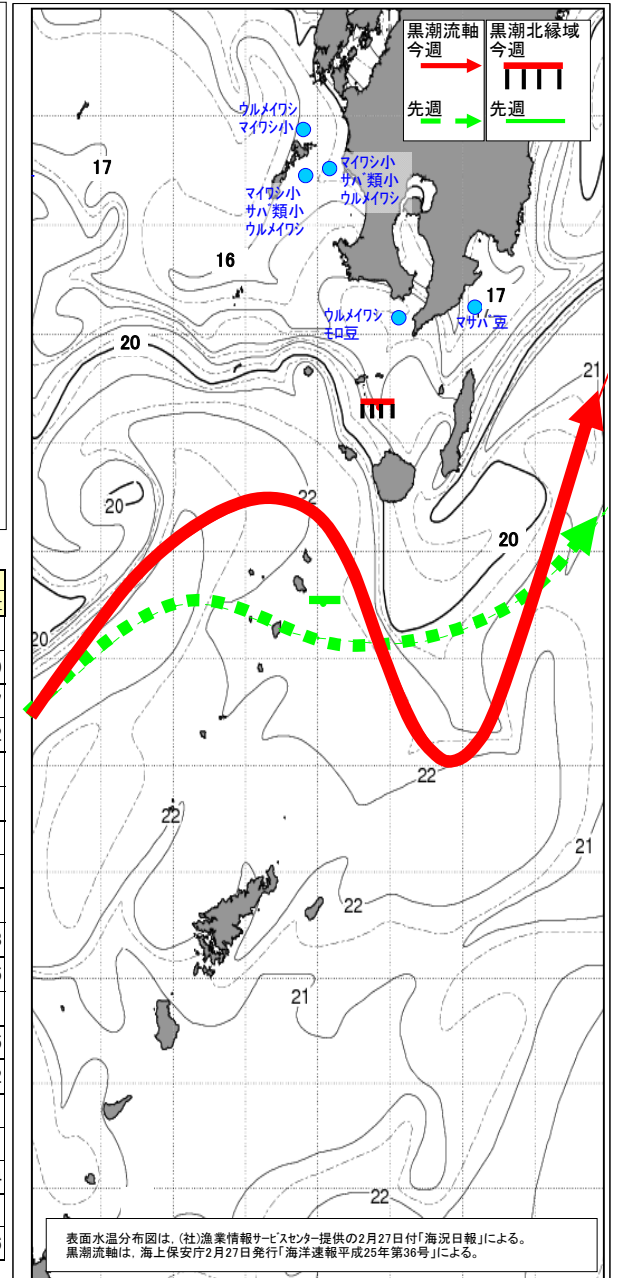 黒潮流軸 黒潮北縁域
今週 今週
先週 先週
ウルメイワシ
マイワシ小
マイワシ小
サバ類小
ウルメイワシ
マイワシ小
サバ類小
ウルメイワシ
17
16
17
ウルメイワシ
モロ豆
マサバ豆
20
21
22
20
20
20
22
22
21
22
21
22
表面水温分布図は, (社)漁業情報サービスセンター提供の2月27日付「海況日報」による。
黒潮流軸は, 海上保安庁2月27日発行「海洋速報平成25年第36号」による。